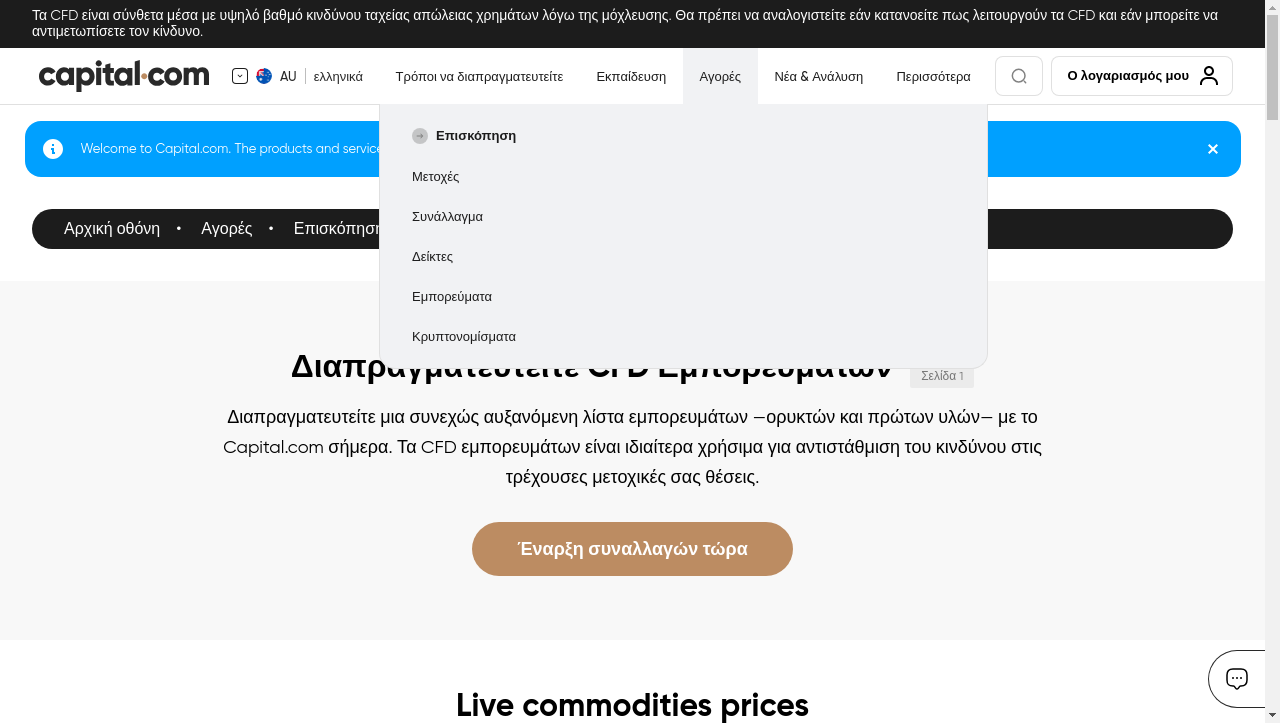 Τα CFD είναι σύνθετα μέσα με υψηλό βαθμό κινδύνου ταχείας απώλειας χρημάτων λόγω της μόχλευσης. Θα πρέπει να αναλογιστείτε εάν κατανοείτε πως λειτουργούν τα CFD και εάν μπορείτε να
αντιμετωπίσετε τον κίνδυνο.
capital.com
AU
ελληνικά
Τρόποι να διαπραγματευτείτε
Εκπαίδευση
Αγορές
Νέα & Ανάλυση
Περισσότερα
Ο λογαριασμός μου
Επισκόπηση
Μετοχές
Συνάλλαγμα
Δείκτες
Εμπορεύματα
Κρυπτονομίσματα
Welcome to Capital.com. The products and service
Αρχική οθόνη • Αγορές • Επισκόπηση
Διαπραγματευτείτε CFD Εμπορευμάτων
Σελίδα 1
Διαπραγματευτείτε μια συνεχώς αυξανόμενη λίστα εμπορευμάτων —ορυκτών και πρώτων υλών— με το
Capital.com σήμερα. Τα CFD εμπορευμάτων είναι ιδιαίτερα χρήσιμα για αντιστάθμιση του κινδύνου στις
τρέχουσες μετοχικές σας θέσεις.
Έναρξη συναλλαγών τώρα
Live commodities prices